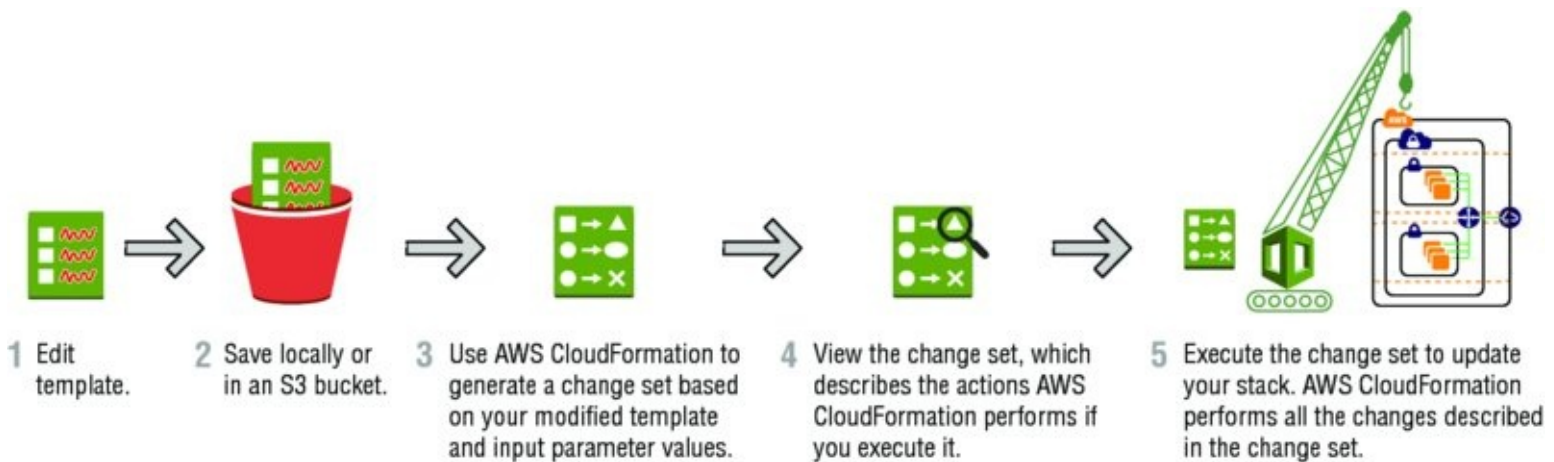 AWS
1 Edit
template.
2 Save locally or
in an S3 bucket.
3 Use AWS CloudFormation to
generate a change set based
on your modified template
and input parameter values.
4 View the change set, which
describes the actions AWS
CloudFormation performs if
you execute it.
5 Execute the change set to update
your stack. AWS CloudFormation
performs all the changes described
in the change set.